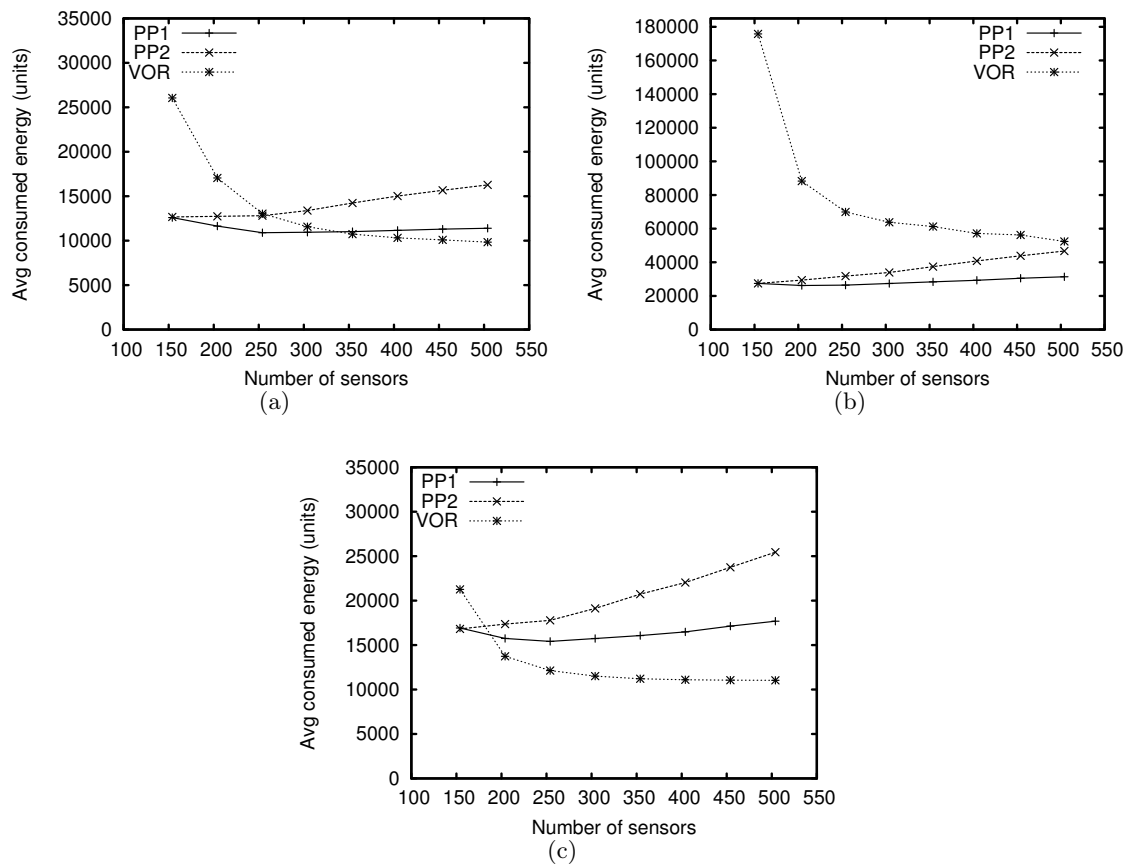 Avg consumed energy (units)
35000
30000
25000
20000
15000
10000
5000
0
PP1
PP2
VOR
100 150 200 250 300 350 400 450 500 550
Number of sensors
(a)
Avg consumed energy (units)
180000
160000
140000
120000
100000
80000
60000
40000
20000
0
PP1
PP2
VOR
100 150 200 250 300 350 400 450 500 550
Number of sensors
(b)
Avg consumed energy (units)
35000
30000
25000
20000
15000
10000
5000
0
PP1
PP2
VOR
100 150 200 250 300 350 400 450 500 550
Number of sensors
(c)